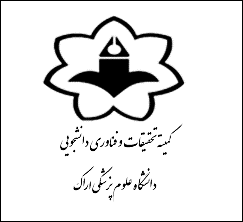 کمیته تحقیقات و فناوری دانشجویی
دانشگاه علوم پزشکی اراک